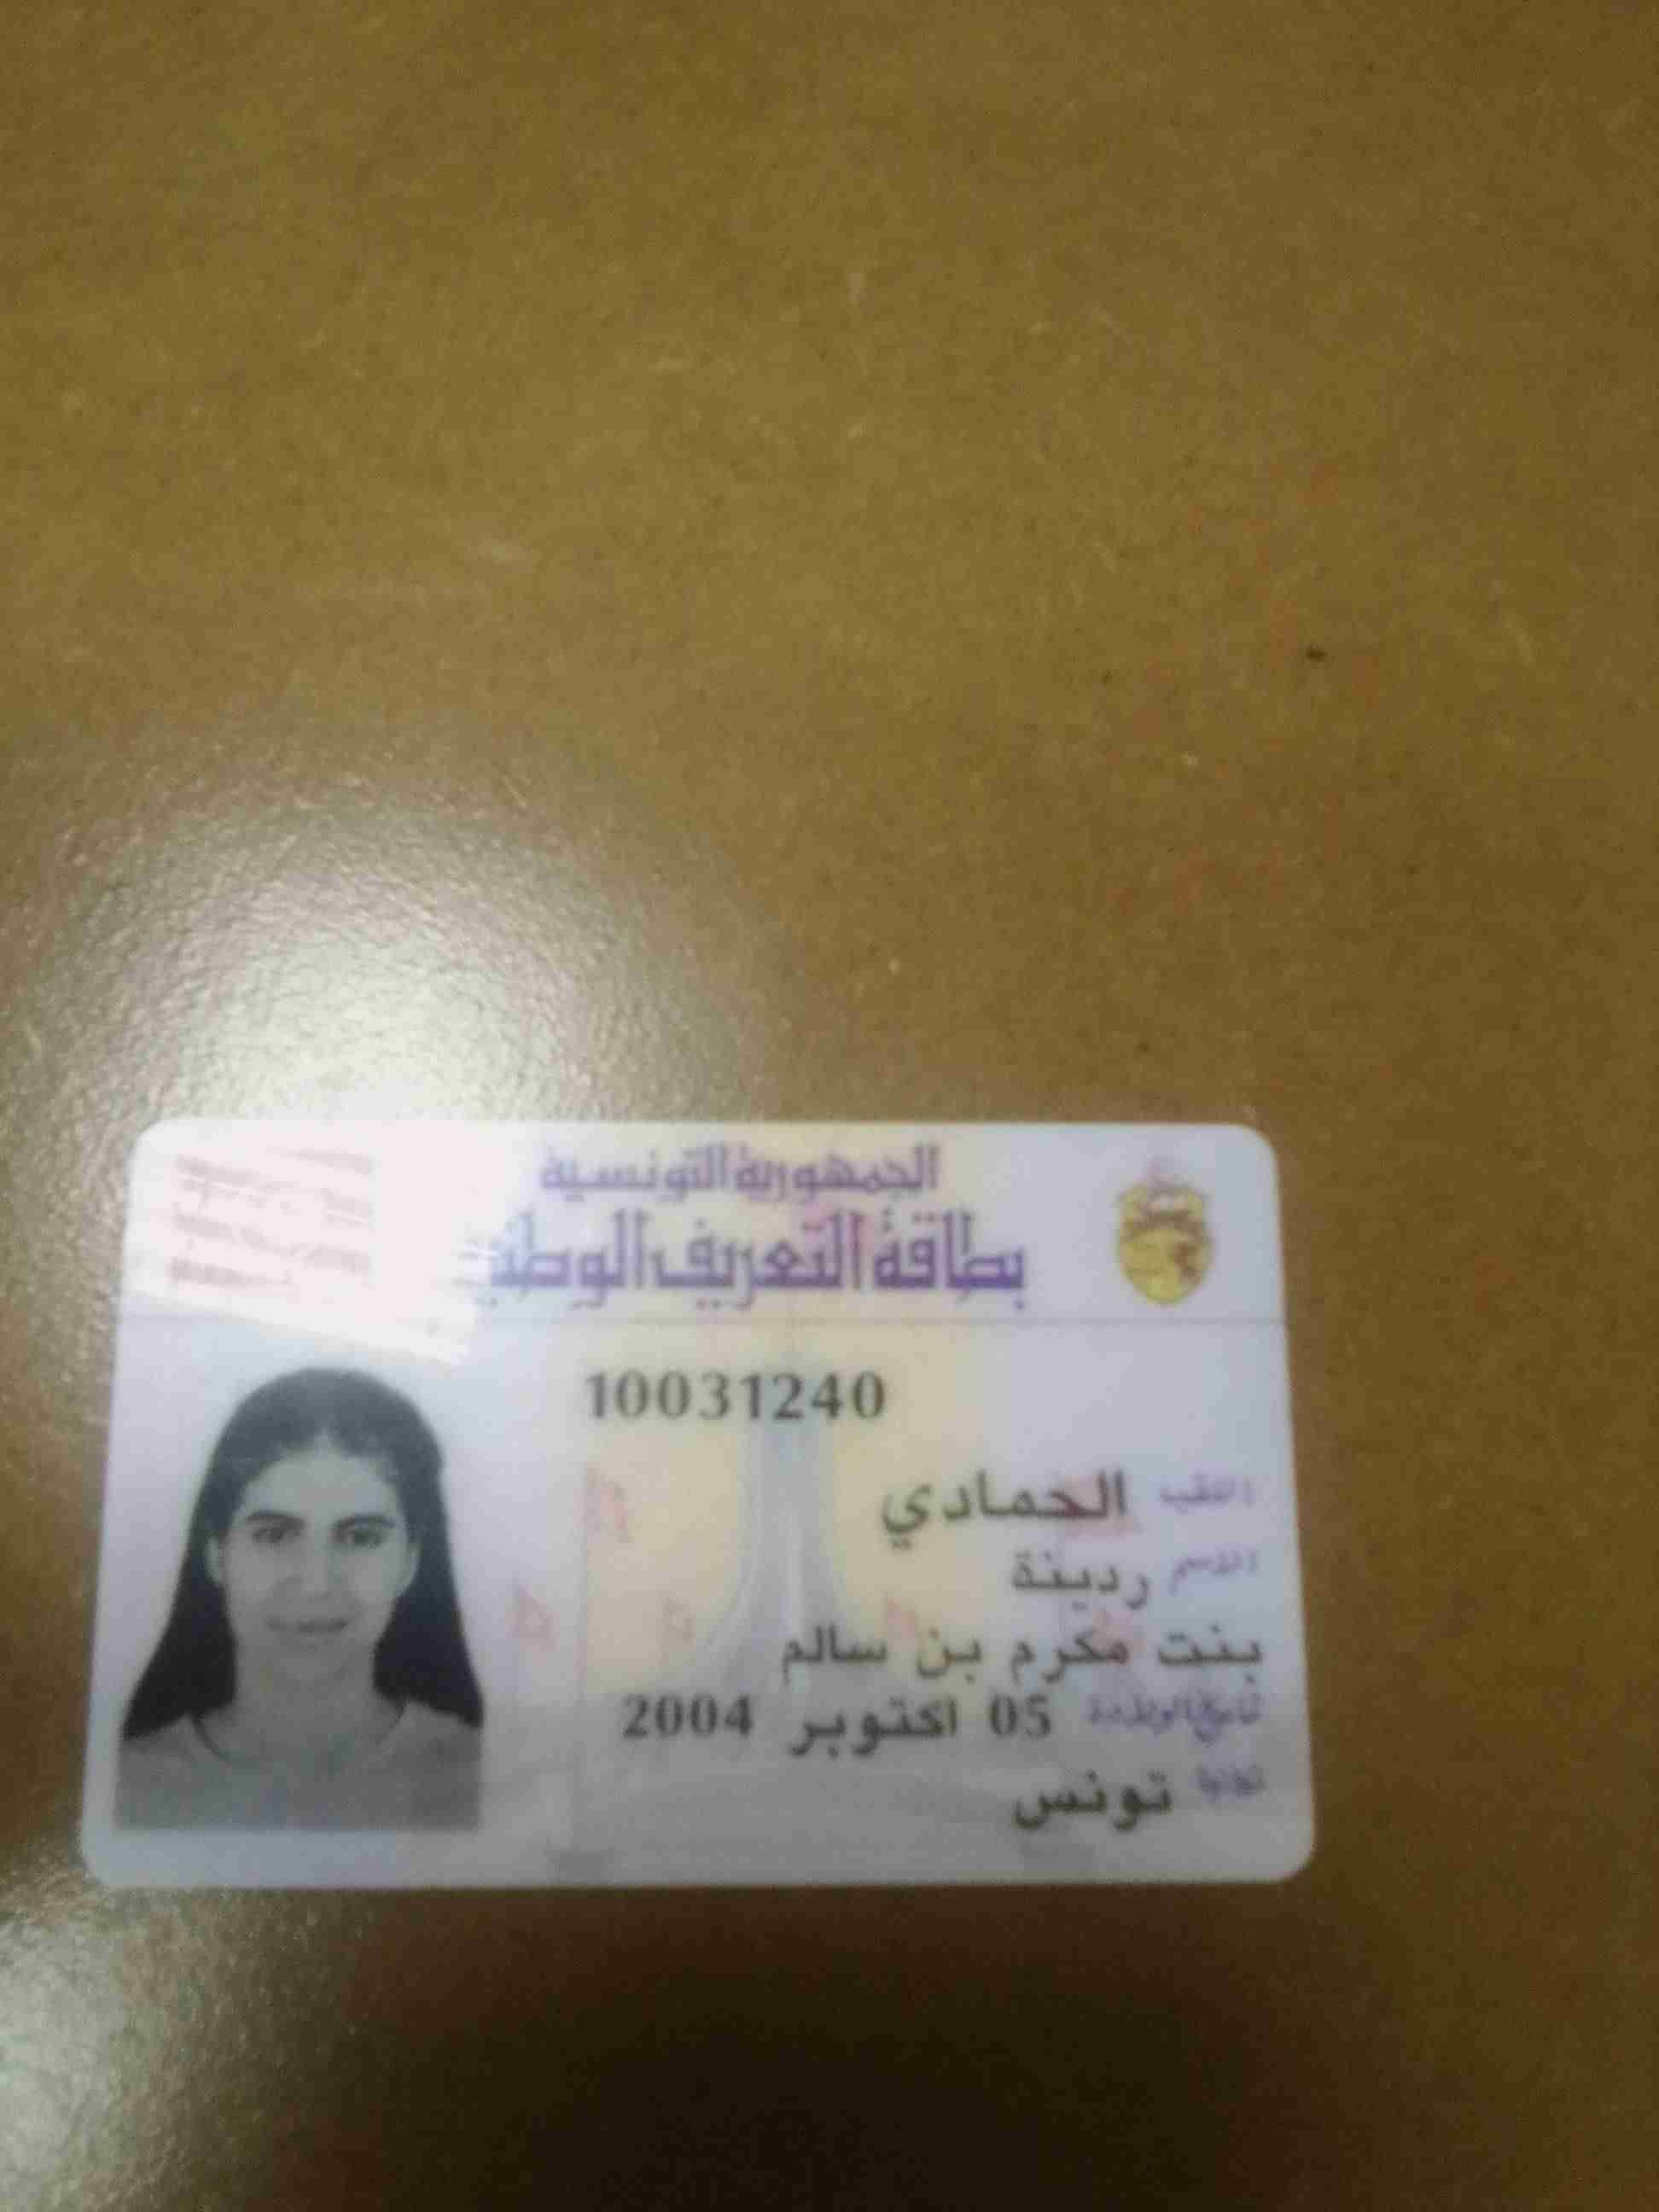 الجمهورية التونسية
بطاقة التعريف الوطنية
10031240
اللقب الحمادي
الاسم ردينة
بنت مكرم بن سالم
تاريخ الولادة 05 اكتوبر 2004
مكانها تونس